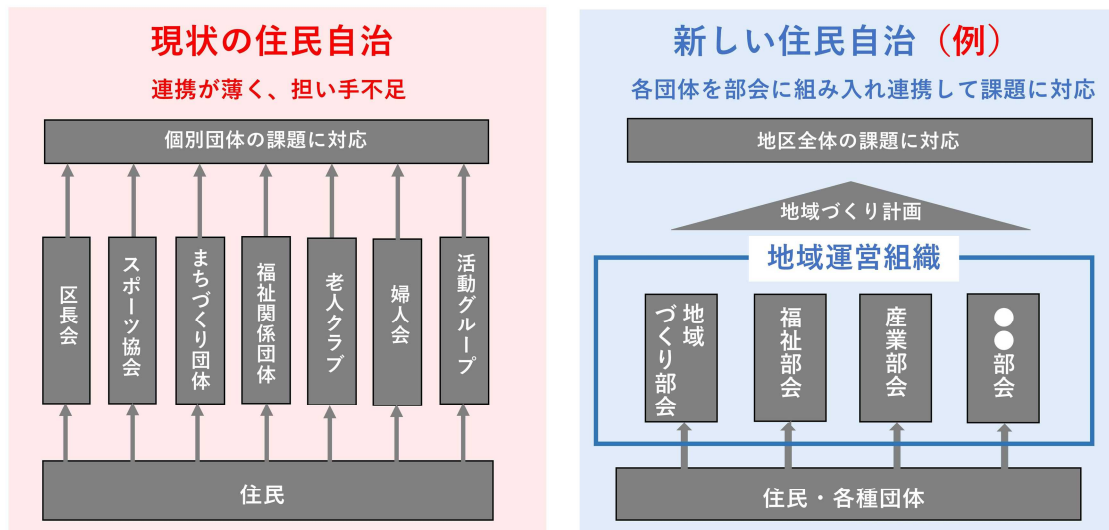 現状の住民自治
連携が薄く、担い手不足
個別団体の課題に対応
区長会
スポーツ協会
まちづくり団体
福祉関係団体
老人クラブ
婦人会
活動グループ
住民
新しい住民自治（例）
各団体を部会に組み入れ連携して課題に対応
地区全体の課題に対応
地域づくり計画
地域運営組織
地域
づくり部会
福祉部会
産業部会
●●部会
住民・各種団体